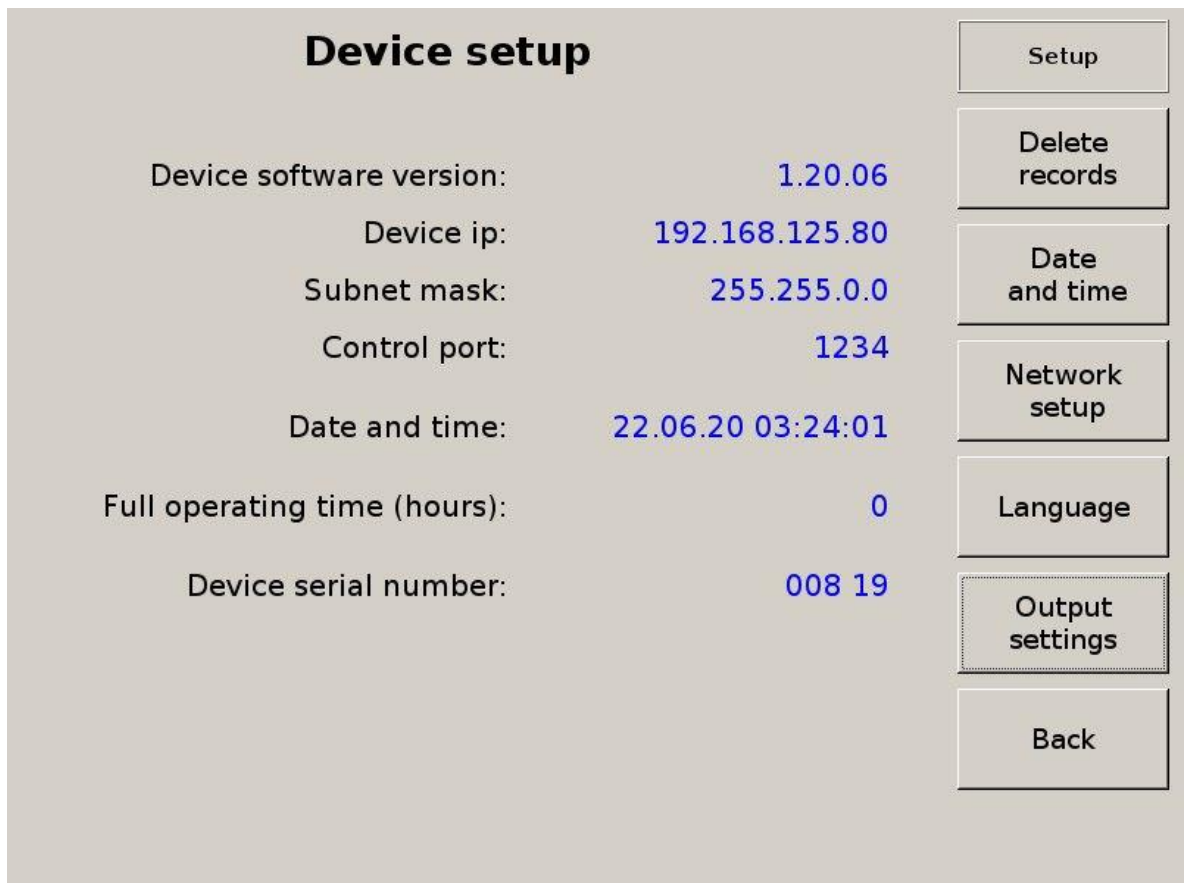 Device setup
Device software version: 1.20.06
Device ip: 192.168.125.80
Subnet mask: 255.255.0.0
Control port: 1234
Date and time: 22.06.20 03:24:01
Full operating time (hours): 0
Device serial number: 008 19
Setup
Delete
records
Date
and time
Network
setup
Language
Output
settings
Back